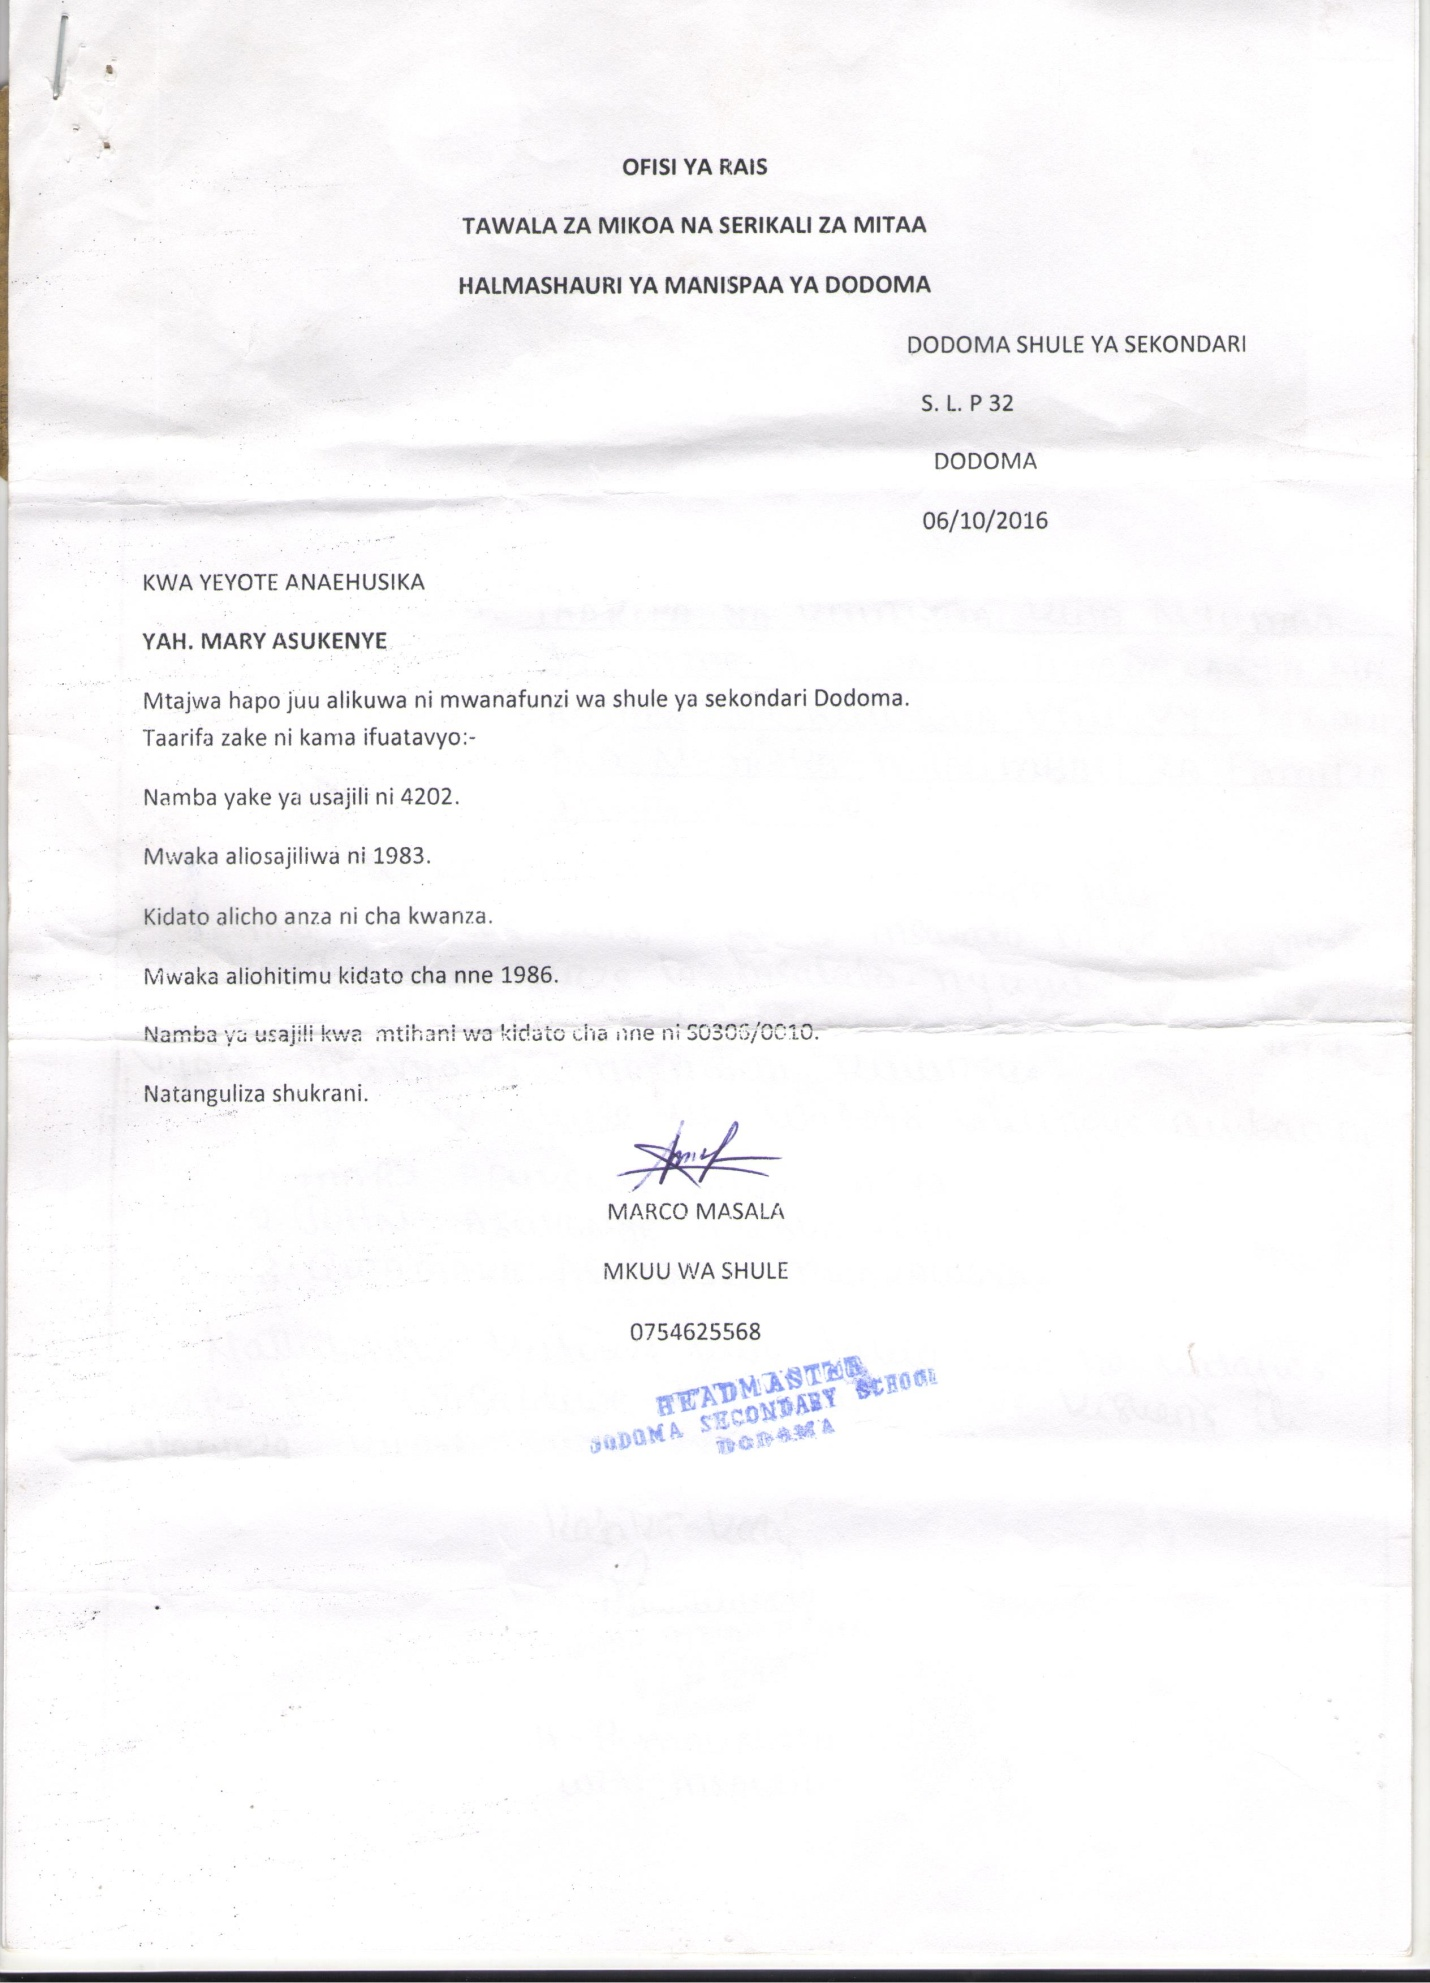 OFISI YA RAIS
TAWALA ZA MIKOA NA SERIKALI ZA MITAA
HALMASHAURI YA MANISPAA YA DODOMA
DODOMA SHULE YA SEKONDARI
S. L. P 32
DODOMA
06/10/2016
KWA YEYOTE ANAEHUSIKA
YAH. MARY ASUKENYE
Mtajwa hapo juu alikuwa ni mwanafunzi wa shule ya sekondari Dodoma.
Taarifa zake ni kama ifuatavyo:-
Namba yake ya usajili ni 4202.
Mwaka aliosajiliwa ni 1983.
Kidato alicho anza ni cha kwanza.
Mwaka aliohitimu kidato cha nne 1986.
Namba ya usajili kwa mtihani wa kidato cha nne ni S0306/0010.
Natanguliza shukrani.
MARCO MASALA
MKUU WA SHULE
0754625568
HEADMASTER
DODOMA SECONDARY SCHOOL
DODOMA